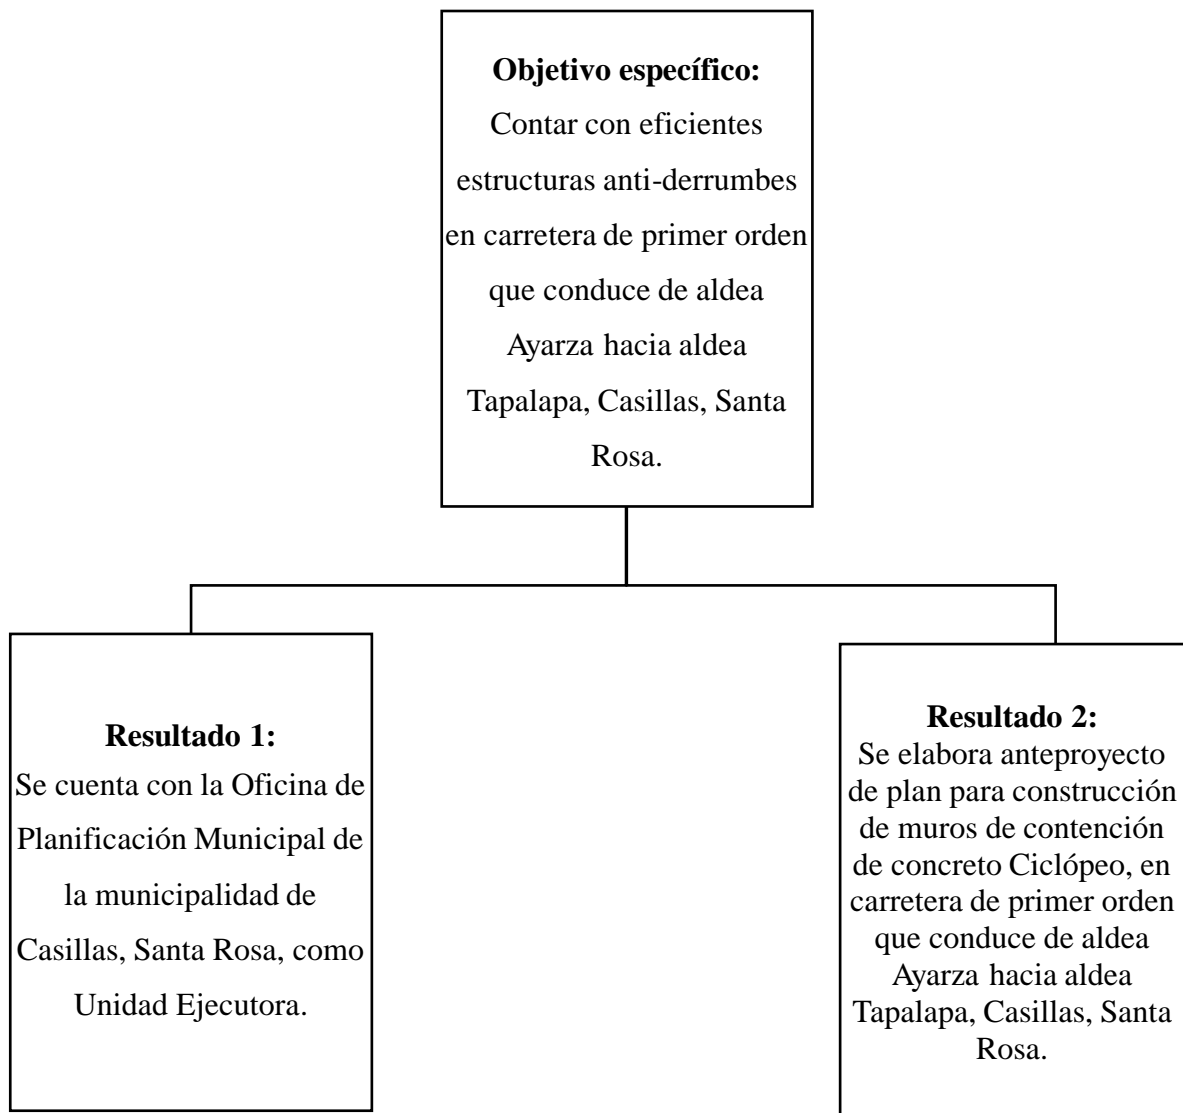 Objetivo específico:
Contar con eficientes
estructuras anti-derrumbes
en carretera de primer orden
que conduce de aldea
Ayarza hacia aldea
Tapalapa, Casillas, Santa
Rosa.
Resultado 1:
Se cuenta con la Oficina de
Planificación Municipal de
la municipalidad de
Casillas, Santa Rosa, como
Unidad Ejecutora.
Resultado 2:
Se elabora anteproyecto
de plan para construcción
de muros de contención
de concreto Ciclópeo, en
carretera de primer orden
que conduce de aldea
Ayarza hacia aldea
Tapalapa, Casillas, Santa
Rosa.